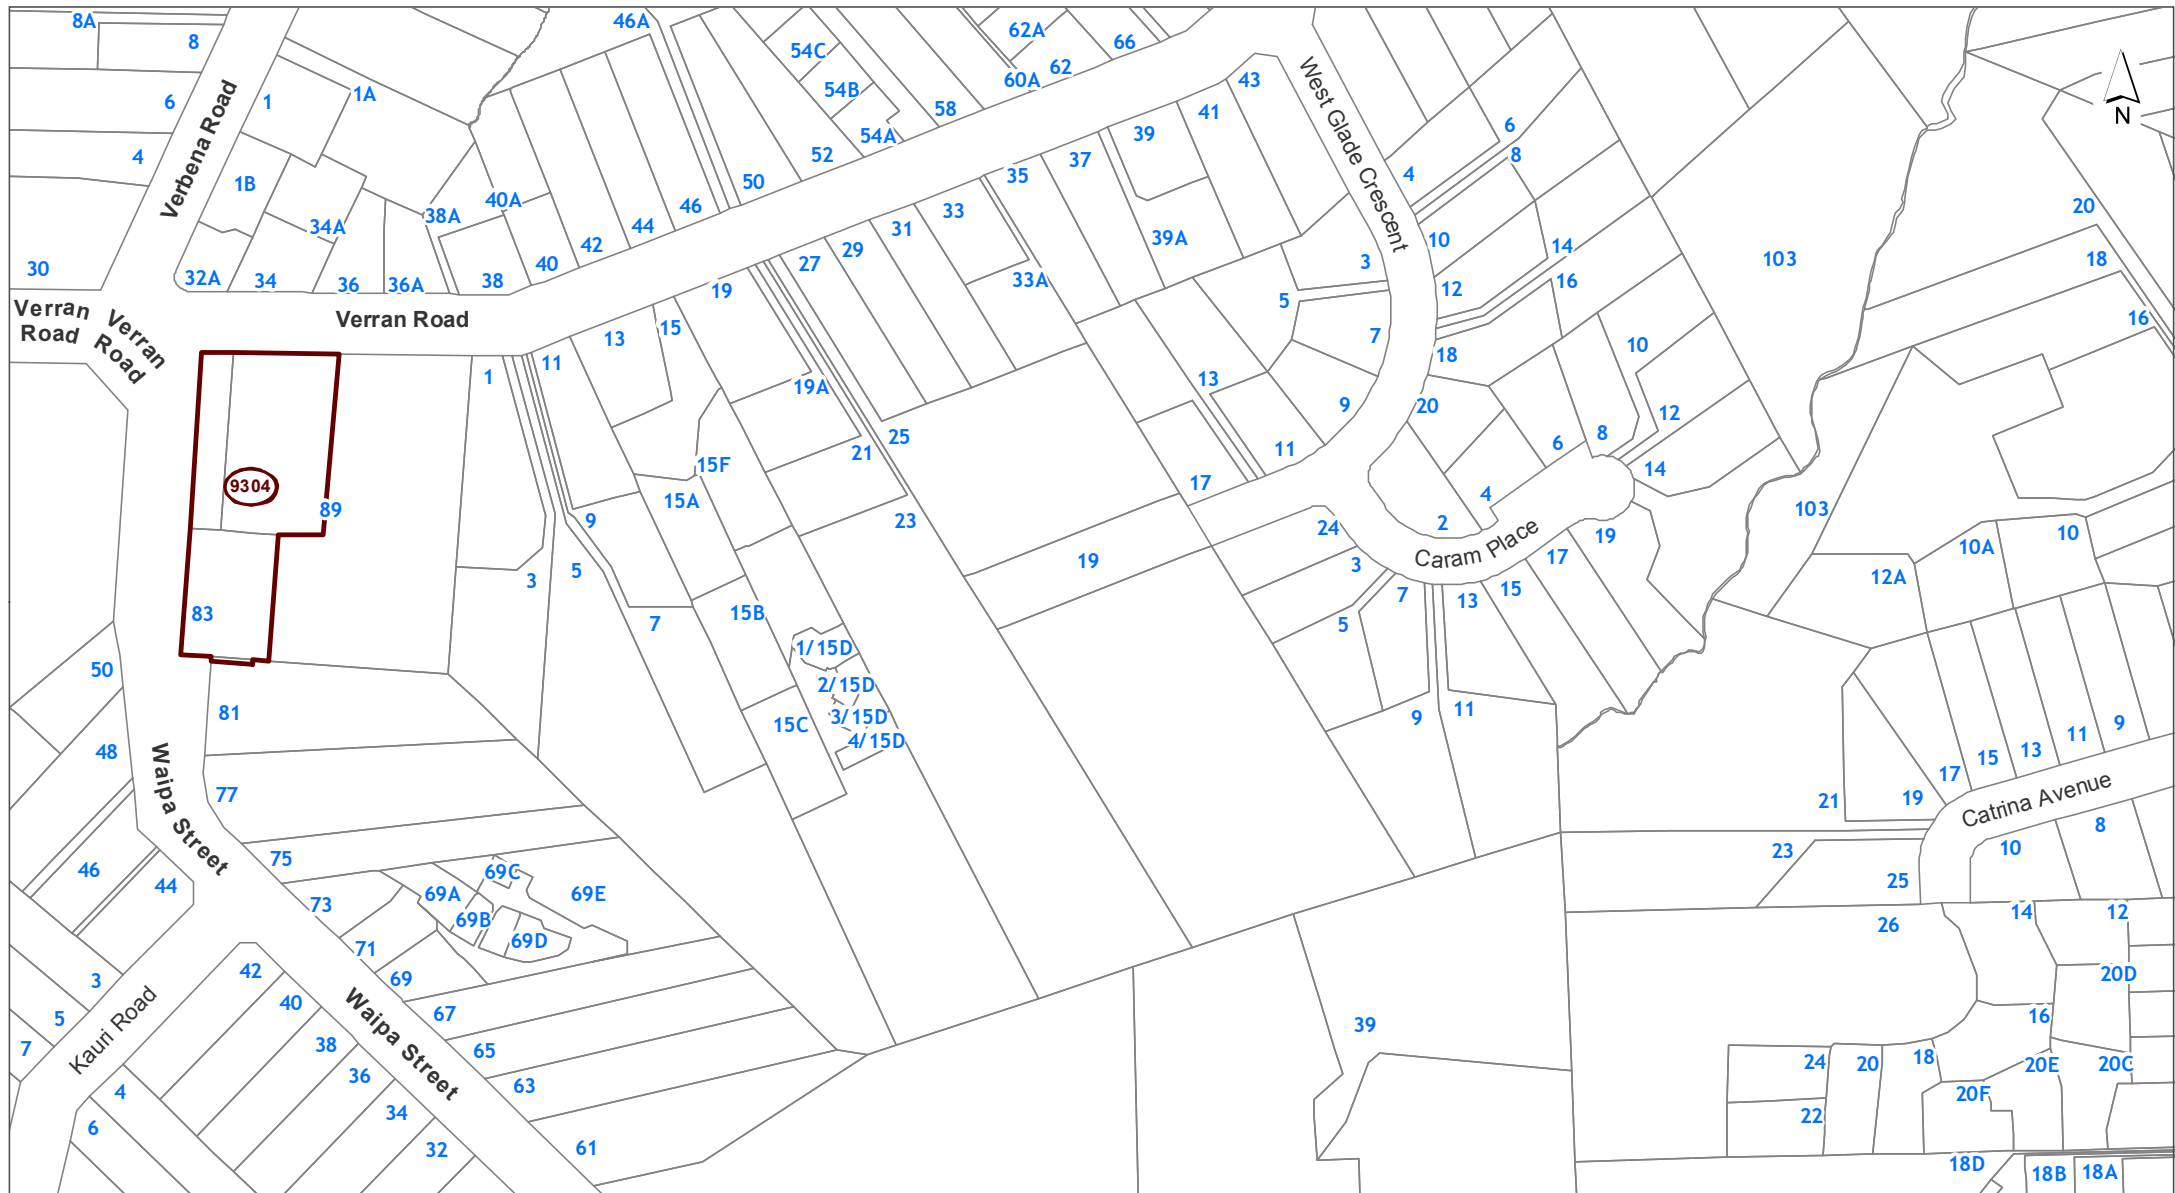 8A
8
46A
54C
62A
66
62
60A
43
6
1
1A
54B
58
41
39
54A
6
8
N
4
Verbena Road
52
50
37
35
West Glade Crescent
4
1B
40A
38A
46
44
33
31
39A
10
14
20
34A
42
29
27
3
103
18
30
32A
34
36
36A
38
40
33A
12
16
19
5
16
Verran
Road
Verran
Road
Verran Road
13
15
7
18
10
11
1
19A
13
9
20
12
25
21
11
6
8
9304
89
15F
15A
17
4
14
9
23
24
2
19
103
Caram Place
17
10
10A
5
3
19
3
15
12A
83
7
15B
7
5
13
1/15D
50
2/15D
81
15C
3/15D
9
11
4/15D
48
77
Waipa Street
9
11
13
15
17
19
21
Catrina Avenue
8
75
23
10
46
44
69C
69A
69E
25
73
69B
69D
14
12
26
71
3
42
69
20D
40
67
5
Kauri Road
Waipa Street
39
16
7
38
65
24
20
18
20E
20C
36
63
4
20F
34
22
6
32
61
18D
18B
18A